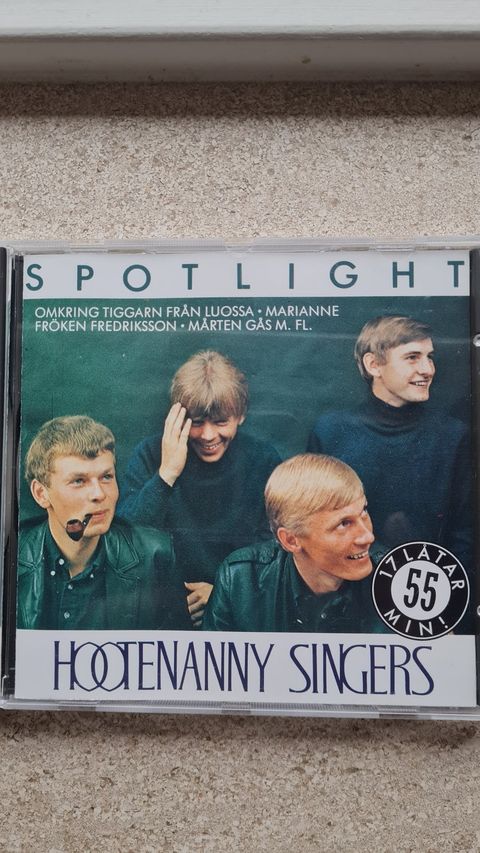 SPOTLIGHT
OMKRING TIGGARN FRÅN LUOSSA • MARIANNE
FRÖKEN FREDRIKSSON • MÅRTEN GÅS M. FL.
17 LÅTAR
55
MIN!
HOOTENANNY SINGERS